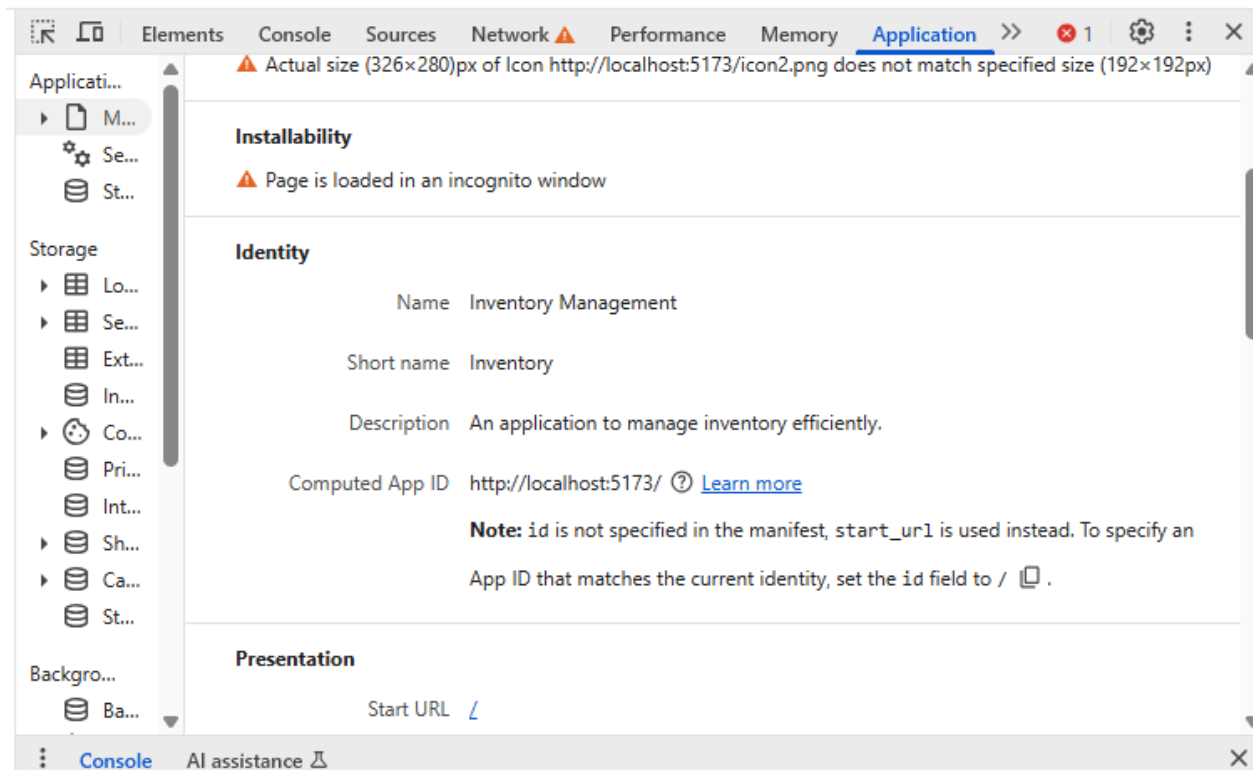 Elements Console Sources Network Performance Memory Application 1
Applicati...
M...
Se...
St...
Storage
Lo...
Se...
Ext...
In...
Co...
Pri...
Int...
Sh...
Ca...
St...
Backgro...
Ba...
Actual size (326×280)px of Icon http://localhost:5173/icon2.png does not match specified size (192×192px)
Installability
Page is loaded in an incognito window
Identity
Name Inventory Management
Short name Inventory
Description An application to manage inventory efficiently.
Computed App ID http://localhost:5173/ Learn more
Note: id is not specified in the manifest, start_url is used instead. To specify an
App ID that matches the current identity, set the id field to / .
Presentation
Start URL /
Console AI assistance